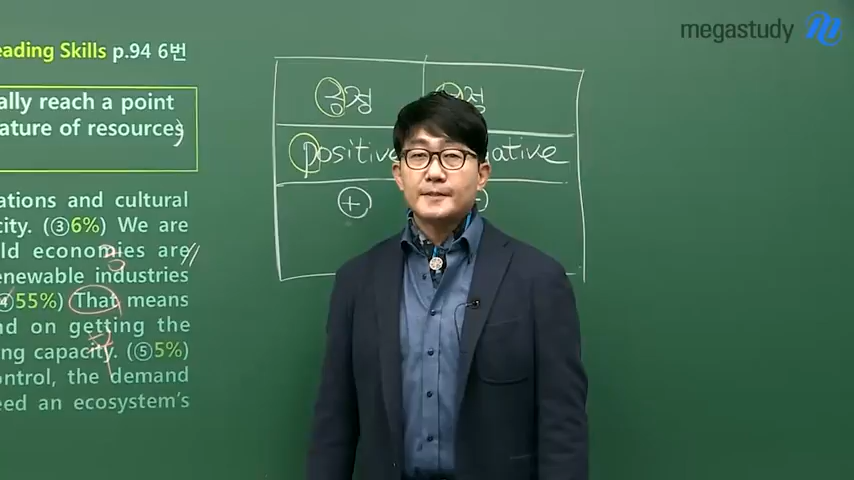 megastudy
eading Skills p.94 6번
ally reach a point
ature of resources
ations and cultural
city. (③6%) We are
ld economies are
enewable industries
④55%) That means
nd on getting the
ng capacity. (⑤5%)
ontrol, the demand
eed an ecosystem's
긍정
정
positive
ative
+